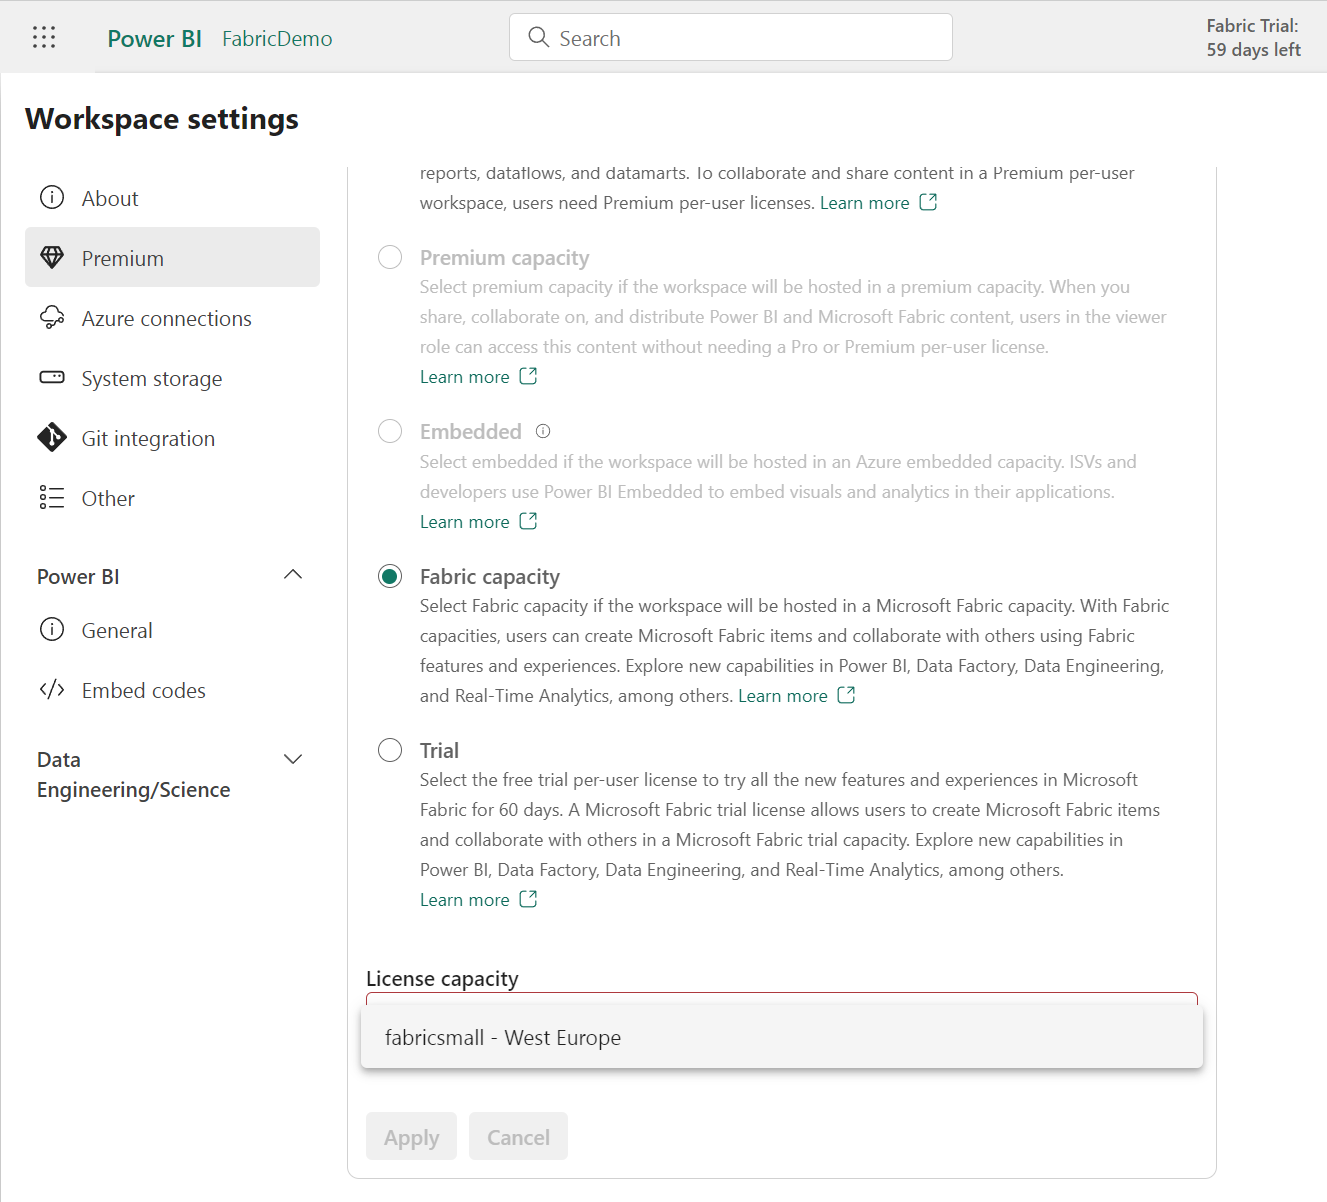 Power BI FabricDemo
Search
Fabric Trial:
59 days left
Workspace settings
About
Premium
Azure connections
System storage
Git integration
Other
Power BI
General
Embed codes
Data
Engineering/Science
reports, dataflows, and datamarts. To collaborate and share content in a Premium per-user
workspace, users need Premium per-user licenses. Learn more
Premium capacity
Select premium capacity if the workspace will be hosted in a premium capacity. When you
share, collaborate on, and distribute Power BI and Microsoft Fabric content, users in the viewer
role can access this content without needing a Pro or Premium per-user license.
Learn more
Embedded
Select embedded if the workspace will be hosted in an Azure embedded capacity. ISVs and
developers use Power BI Embedded to embed visuals and analytics in their applications.
Learn more
Fabric capacity
Select Fabric capacity if the workspace will be hosted in a Microsoft Fabric capacity. With Fabric
capacities, users can create Microsoft Fabric items and collaborate with others using Fabric
features and experiences. Explore new capabilities in Power BI, Data Factory, Data Engineering,
and Real-Time Analytics, among others. Learn more
Trial
Select the free trial per-user license to try all the new features and experiences in Microsoft
Fabric for 60 days. A Microsoft Fabric trial license allows users to create Microsoft Fabric items
and collaborate with others in a Microsoft Fabric trial capacity. Explore new capabilities in
Power BI, Data Factory, Data Engineering, and Real-Time Analytics, among others.
Learn more
License capacity
fabricsmall - West Europe
Apply
Cancel